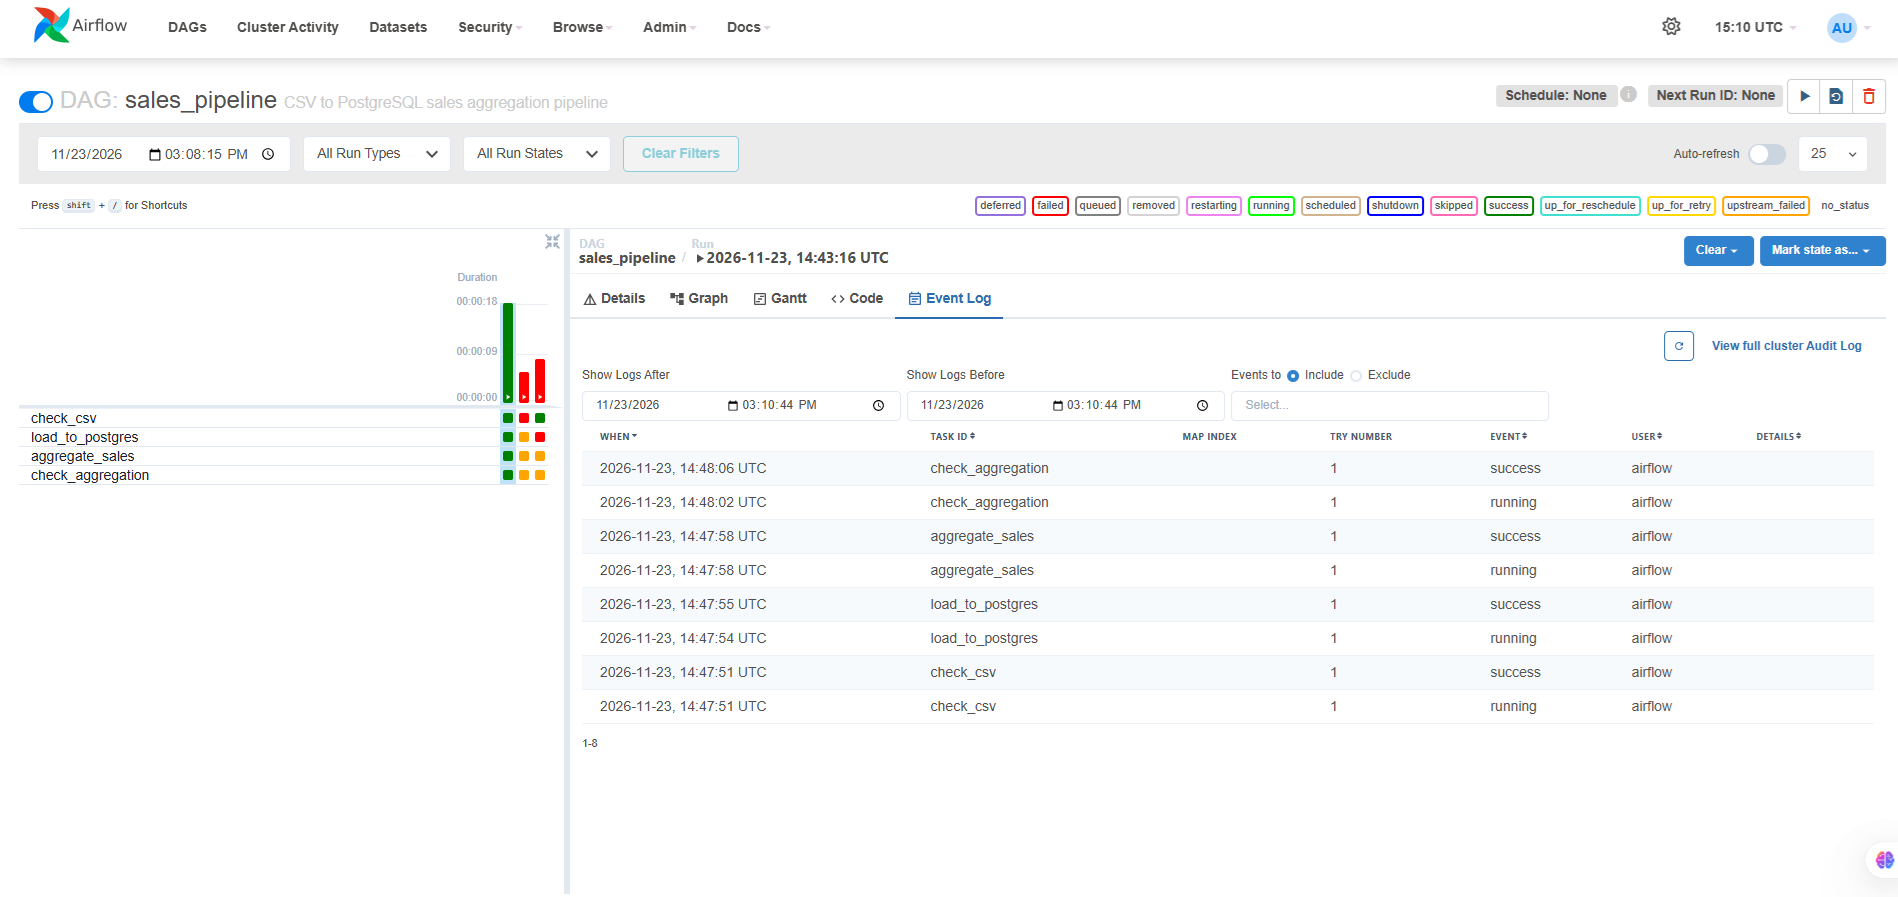 Airflow DAGs Cluster Activity Datasets Security Browse Admin Docs 15:10 UTC AU
DAG: sales_pipeline CSV to PostgreSQL sales aggregation pipeline Schedule: None i Next Run ID: None
11/23/2026 03:08:15 PM All Run Types All Run States Clear Filters Auto-refresh 25
Press shift + / for Shortcuts deferred failed queued removed restarting running scheduled shutdown skipped success up_for_reschedule up_for_retry upstream_failed no_status
Duration
00:00:18
00:00:09
00:00:00
check_csv
load_to_postgres
aggregate_sales
check_aggregation
DAG Run
sales_pipeline / 2026-11-23, 14:43:16 UTC Clear Mark state as...
Details Graph Gantt Code Event Log
View full cluster Audit Log
Show Logs After Show Logs Before Events to Include Exclude
11/23/2026 03:10:44 PM 11/23/2026 03:10:44 PM Select...
WHEN TASK ID MAP INDEX TRY NUMBER EVENT USER DETAILS
2026-11-23, 14:48:06 UTC check_aggregation 1 success airflow
2026-11-23, 14:48:02 UTC check_aggregation 1 running airflow
2026-11-23, 14:47:58 UTC aggregate_sales 1 success airflow
2026-11-23, 14:47:58 UTC aggregate_sales 1 running airflow
2026-11-23, 14:47:55 UTC load_to_postgres 1 success airflow
2026-11-23, 14:47:54 UTC load_to_postgres 1 running airflow
2026-11-23, 14:47:51 UTC check_csv 1 success airflow
2026-11-23, 14:47:51 UTC check_csv 1 running airflow
1-8